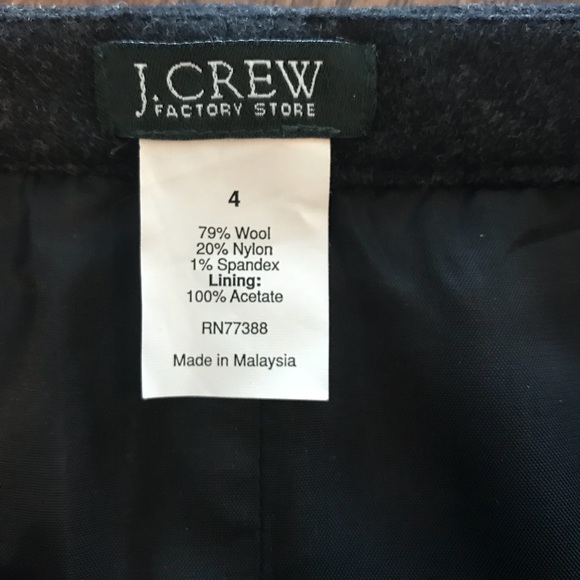 J.CREW
FACTORY STORE
4
79% Wool
20% Nylon
1% Spandex
Lining:
100% Acetate
RN77388
Made in Malaysia